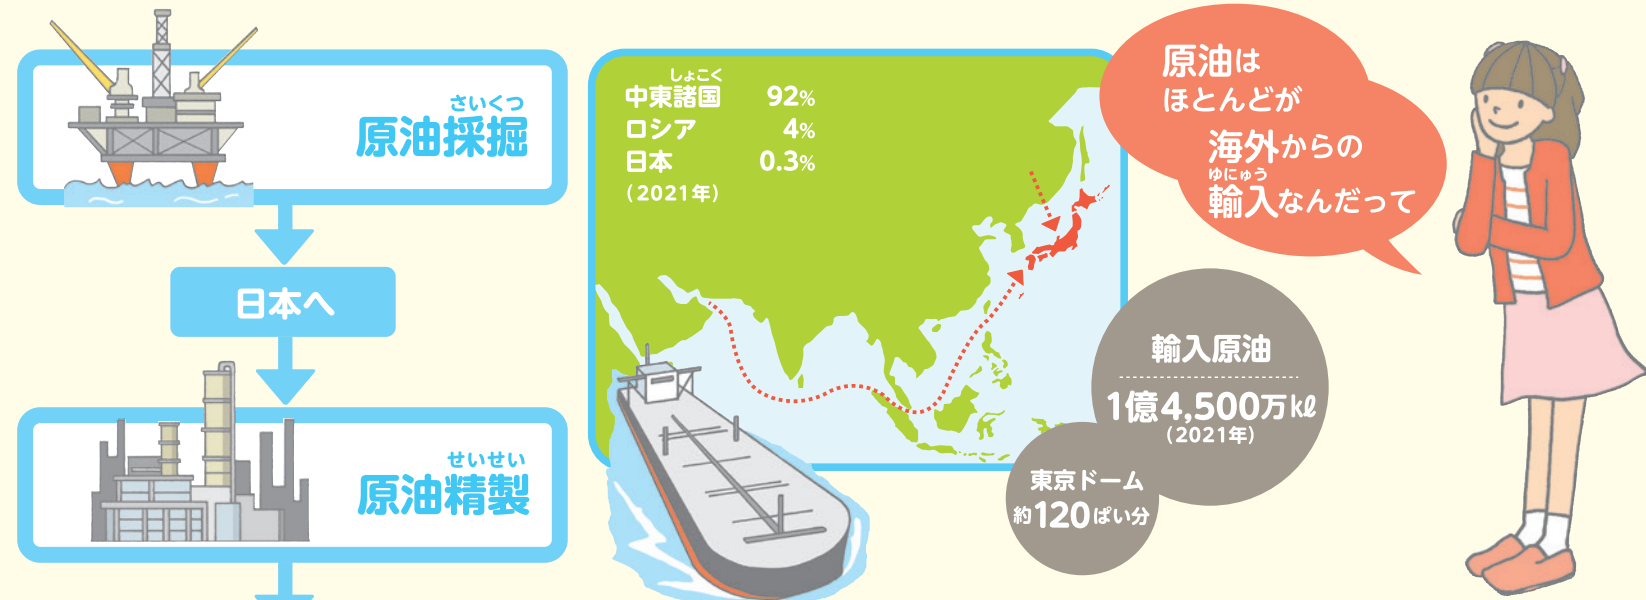 さいくつ
原油採掘
日本へ
せいせい
原油精製
しょこく
中東諸国 92%
ロシア 4%
日本 0.3%
(2021年)
原油は
ほとんどが
海外からの
ゆにゅう
輸入なんだって
輸入原油
1億4,500万㎘
(2021年)
東京ドーム
約120ぱい分